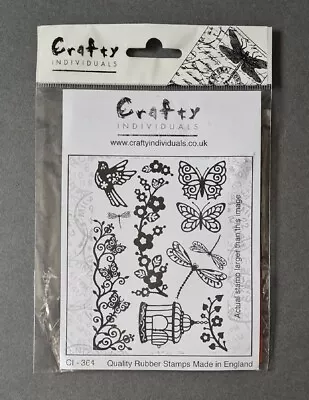 Crafty
INDIVIDUALS
Crafty
INDIVIDUALS
www.craftyindividuals.co.uk
Actual stamp larger than this image
CI - 364 Quality Rubber Stamps Made in England